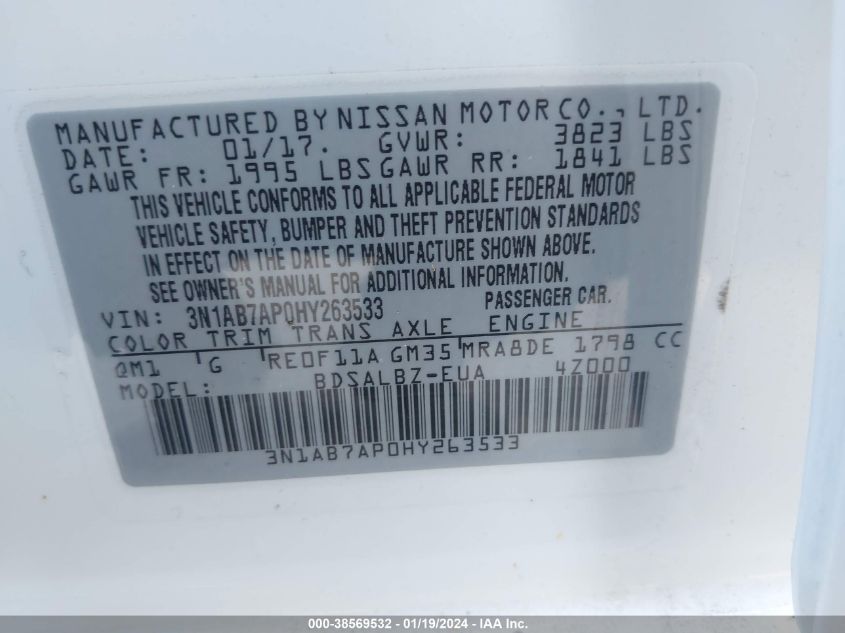 MANUFACTURED BY NISSAN MOTOR CO., LTD.
DATE: 01/17. GVWR: 3823 LBS
GAWR FR: 1995 LBS GAWR RR: 1841 LBS
THIS VEHICLE CONFORMS TO ALL APPLICABLE FEDERAL MOTOR
VEHICLE SAFETY, BUMPER AND THEFT PREVENTION STANDARDS
IN EFFECT ON THE DATE OF MANUFACTURE SHOWN ABOVE.
SEE OWNER'S MANUAL FOR ADDITIONAL INFORMATION.
VIN: 3N1AB7AP0HY263533 PASSENGER CAR.
COLOR TRIM TRANS AXLE ENGINE
QM1 G RE0F11A GM35 MRA8DE 1798 CC
MODEL: BDSALBZ-EUA 4Z000
3N1AB7AP0HY263533
000-38569532 - 01/19/2024 - IAAI.com